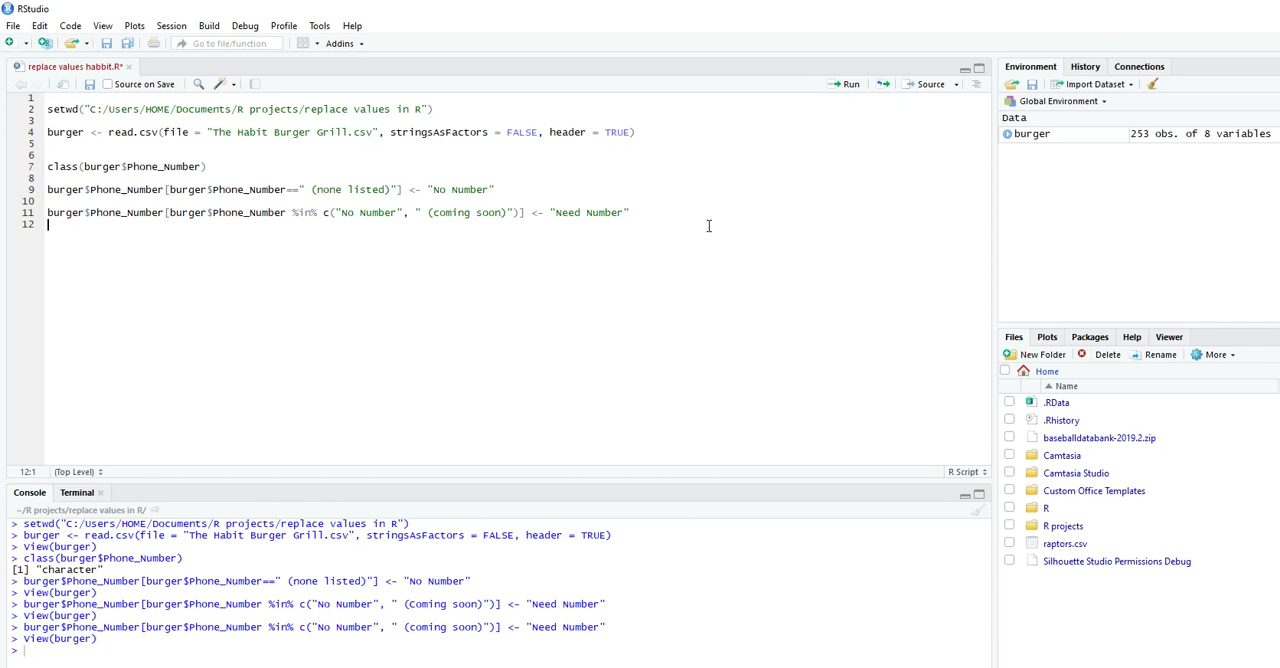 RStudio
File Edit Code View Plots Session Build Debug Profile Tools Help
Go to file/function Addins
replace values habbit.R*
Source on Save Run Source
1
2 setwd("C:/Users/HOME/Documents/R projects/replace values in R")
3
4 burger <- read.csv(file = "The Habit Burger Grill.csv", stringsAsFactors = FALSE, header = TRUE)
5
6
7 class(burger$Phone_Number)
8
9 burger$Phone_Number[burger$Phone_Number==" (none listed)"] <- "No Number"
10
11 burger$Phone_Number[burger$Phone_Number %in% c("No Number", " (coming soon)")] <- "Need Number"
12
12:1 (Top Level) R Script
Console Terminal
~/R projects/replace values in R/
> setwd("C:/Users/HOME/Documents/R projects/replace values in R")
> burger <- read.csv(file = "The Habit Burger Grill.csv", stringsAsFactors = FALSE, header = TRUE)
> View(burger)
> class(burger$Phone_Number)
[1] "character"
> burger$Phone_Number[burger$Phone_Number==" (none listed)"] <- "No Number"
> View(burger)
> burger$Phone_Number[burger$Phone_Number %in% c("No Number", " (Coming soon)")] <- "Need Number"
> View(burger)
> burger$Phone_Number[burger$Phone_Number %in% c("No Number", " (coming soon)")] <- "Need Number"
> View(burger)
>
Environment History Connections
Import Dataset
Global Environment
Data
burger 253 obs. of 8 variables
Files Plots Packages Help Viewer
New Folder Delete Rename More
Home
Name
.RData
.Rhistory
baseballdatabank-2019.2.zip
Camtasia
Camtasia Studio
Custom Office Templates
R
R projects
raptors.csv
Silhouette Studio Permissions Debug